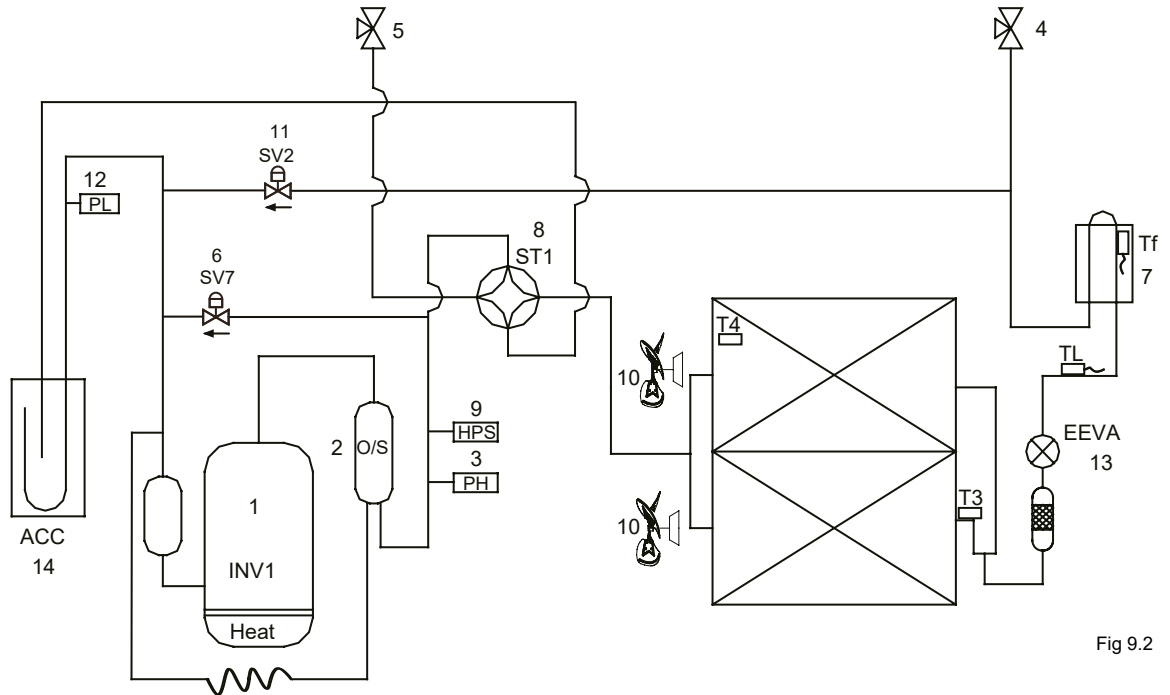 5
4
11
SV2
12
PL
8
ST1
6
SV7
Tf
7
T4
TL
10
9
HPS
3
PH
2
O/S
EEVA
13
T3
10
1
INV1
Heat
ACC
14
Fig 9.2